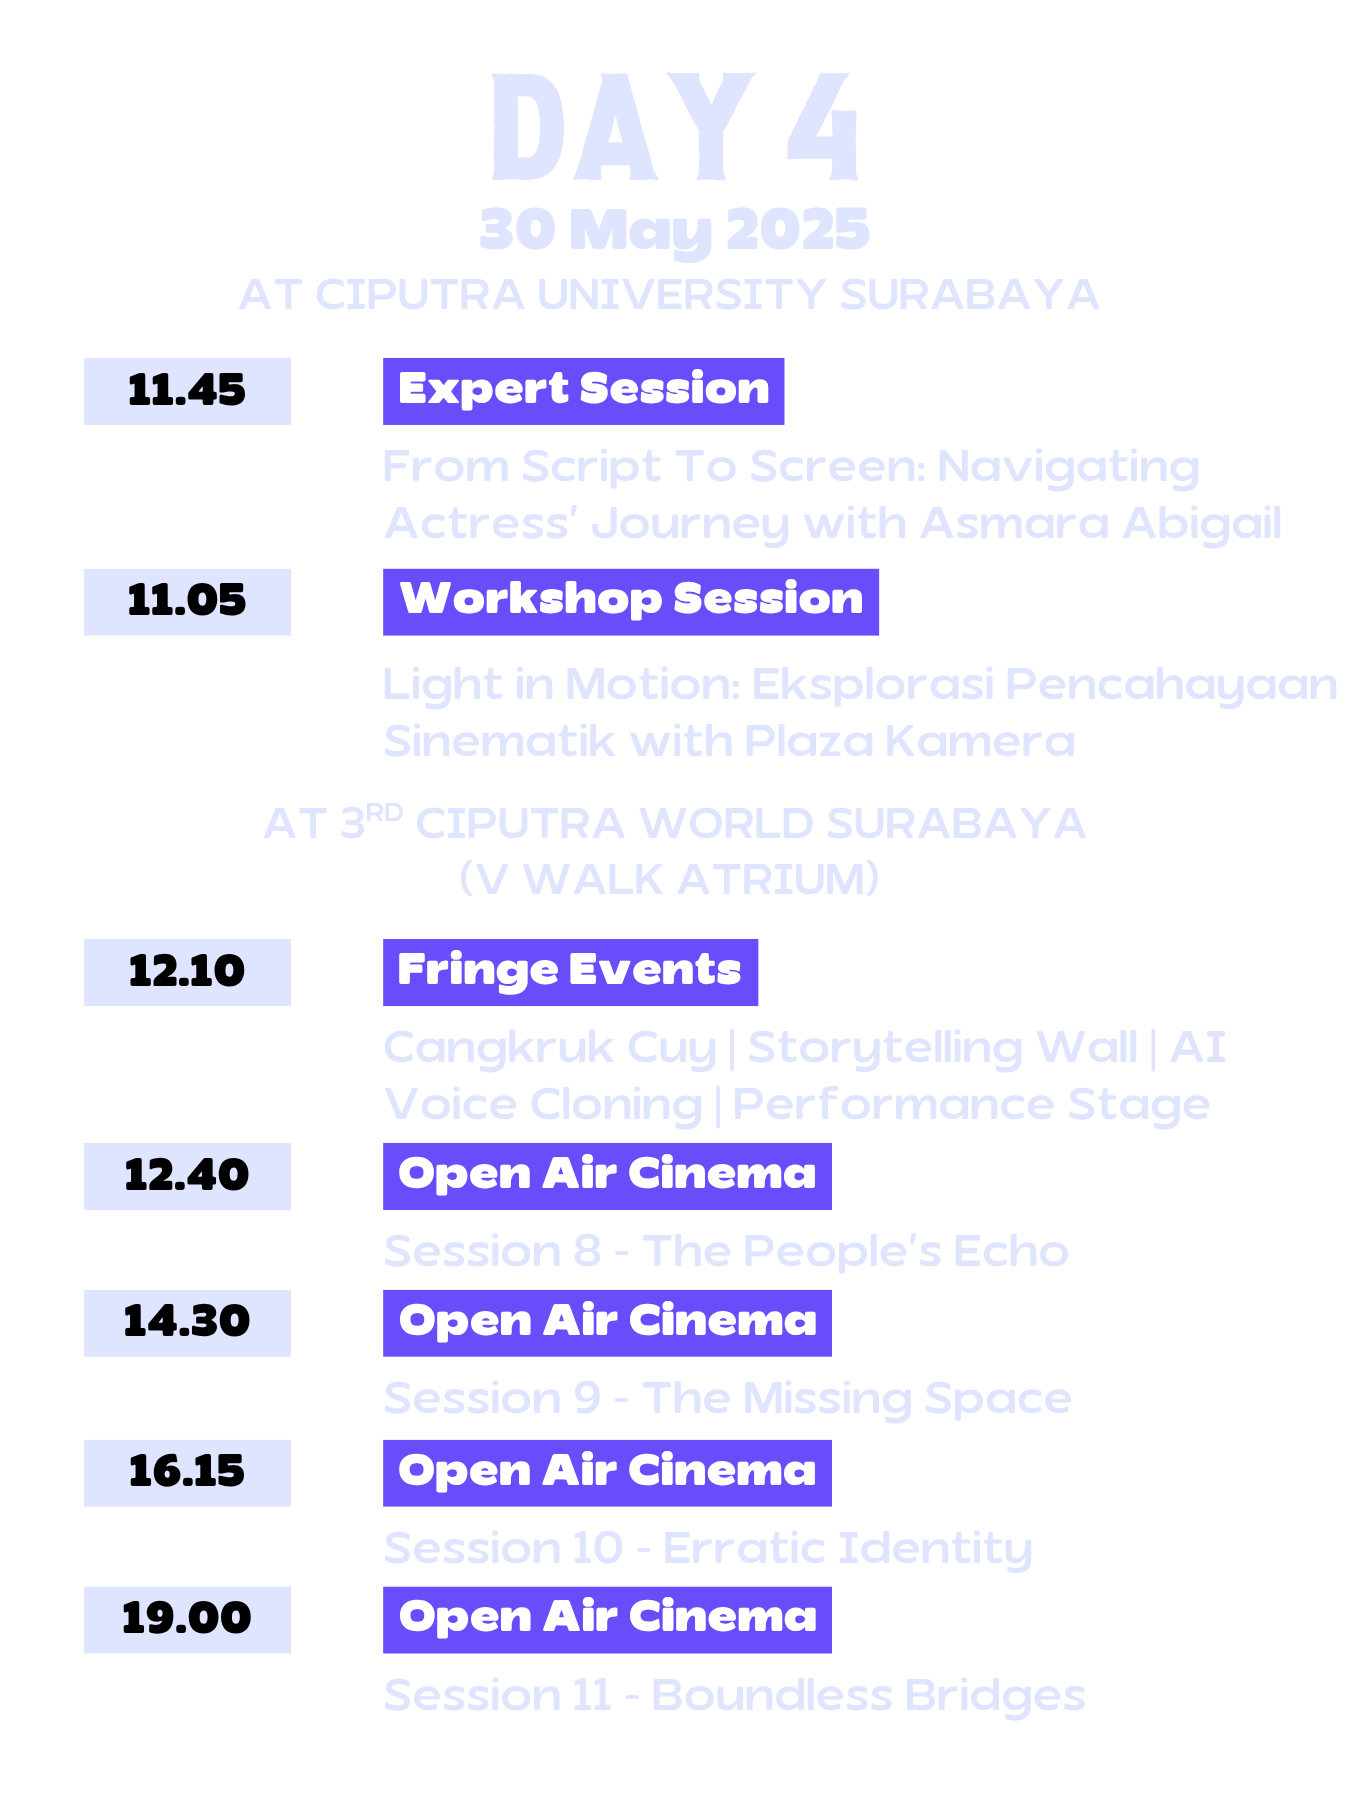 DAY 4
30 May 2025
AT CIPUTRA UNIVERSITY SURABAYA
11.45
Expert Session
From Script To Screen: Navigating
Actress' Journey with Asmara Abigail
11.05
Workshop Session
Light in Motion: Eksplorasi Pencahayaan
Sinematik with Plaza Kamera
AT 3RD CIPUTRA WORLD SURABAYA
(V WALK ATRIUM)
12.10
Fringe Events
Cangkruk Cuy | Storytelling Wall | AI
Voice Cloning | Performance Stage
12.40
Open Air Cinema
Session 8 - The People's Echo
14.30
Open Air Cinema
Session 9 - The Missing Space
16.15
Open Air Cinema
Session 10 - Erratic Identity
19.00
Open Air Cinema
Session 11 - Boundless Bridges